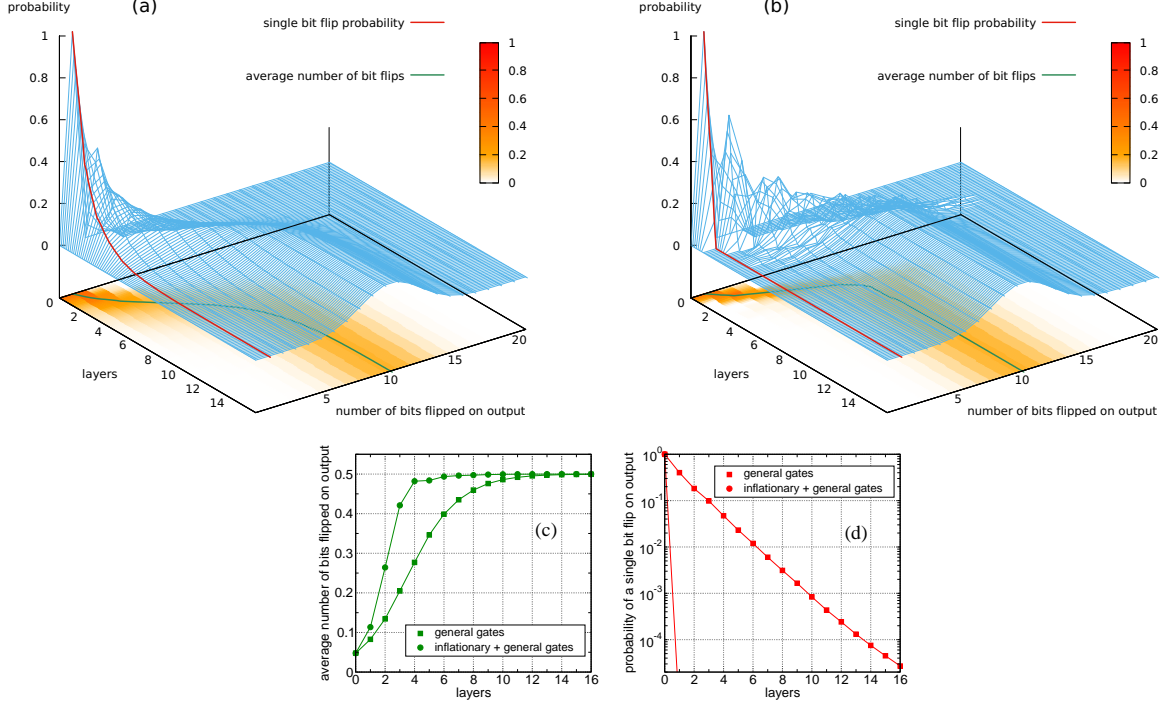 probability
(a)
single bit flip probability
average number of bit flips
1
0.8
0.6
0.4
0.2
0
1
0.8
0.6
0.4
0.2
0
0
2
4
6
8
10
12
14
layers
5
10
15
20
number of bits flipped on output
probability
(b)
single bit flip probability
average number of bit flips
1
0.8
0.6
0.4
0.2
0
1
0.8
0.6
0.4
0.2
0
0
2
4
6
8
10
12
14
layers
5
10
15
20
number of bits flipped on output
average number of bits flipped on output
0.5
0.4
0.3
0.2
0.1
0
(c)
general gates
inflationary + general gates
0 2 4 6 8 10 12 14 16
layers
probability of a single bit flip on output
10^0
10^-1
10^-2
10^-3
10^-4
general gates
inflationary + general gates
(d)
0 2 4 6 8 10 12 14 16
layers